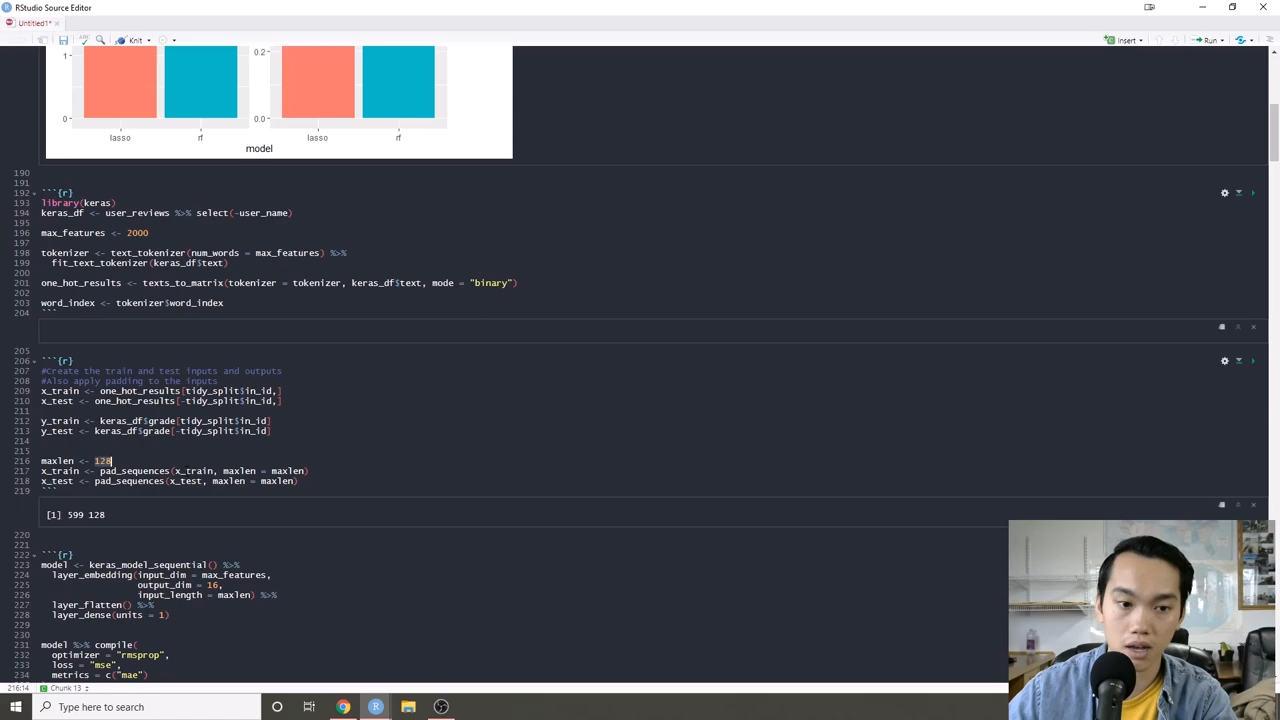 RStudio Source Editor
Untitled1*
Knit
Insert
Run
1
0.2
0
0.0
lasso
rf
lasso
rf
model
190
191
192 ```{r}
193 library(keras)
194 keras_df <- user_reviews %>% select(-user_name)
195
196 max_features <- 2000
197
198 tokenizer <- text_tokenizer(num_words = max_features) %>%
199 fit_text_tokenizer(keras_df$text)
200
201 one_hot_results <- texts_to_matrix(tokenizer = tokenizer, keras_df$text, mode = "binary")
202
203 word_index <- tokenizer$word_index
204 ```
205
206 ```{r}
207 #Create the train and test inputs and outputs
208 #Also apply padding to the inputs
209 x_train <- one_hot_results[tidy_split$in_id,]
210 x_test <- one_hot_results[-tidy_split$in_id,]
211
212 y_train <- keras_df$grade[tidy_split$in_id]
213 y_test <- keras_df$grade[-tidy_split$in_id]
214
215
216 maxlen <- 128
217 x_train <- pad_sequences(x_train, maxlen = maxlen)
218 x_test <- pad_sequences(x_test, maxlen = maxlen)
219 ```
[1] 599 128
220
221
222 ```{r}
223 model <- keras_model_sequential() %>%
224 layer_embedding(input_dim = max_features,
225 output_dim = 16,
226 input_length = maxlen) %>%
227 layer_flatten() %>%
228 layer_dense(units = 1)
229
230
231 model %>% compile(
232 optimizer = "rmsprop",
233 loss = "mse",
234 metrics = c("mae")
216:14
Chunk 13
Type here to search